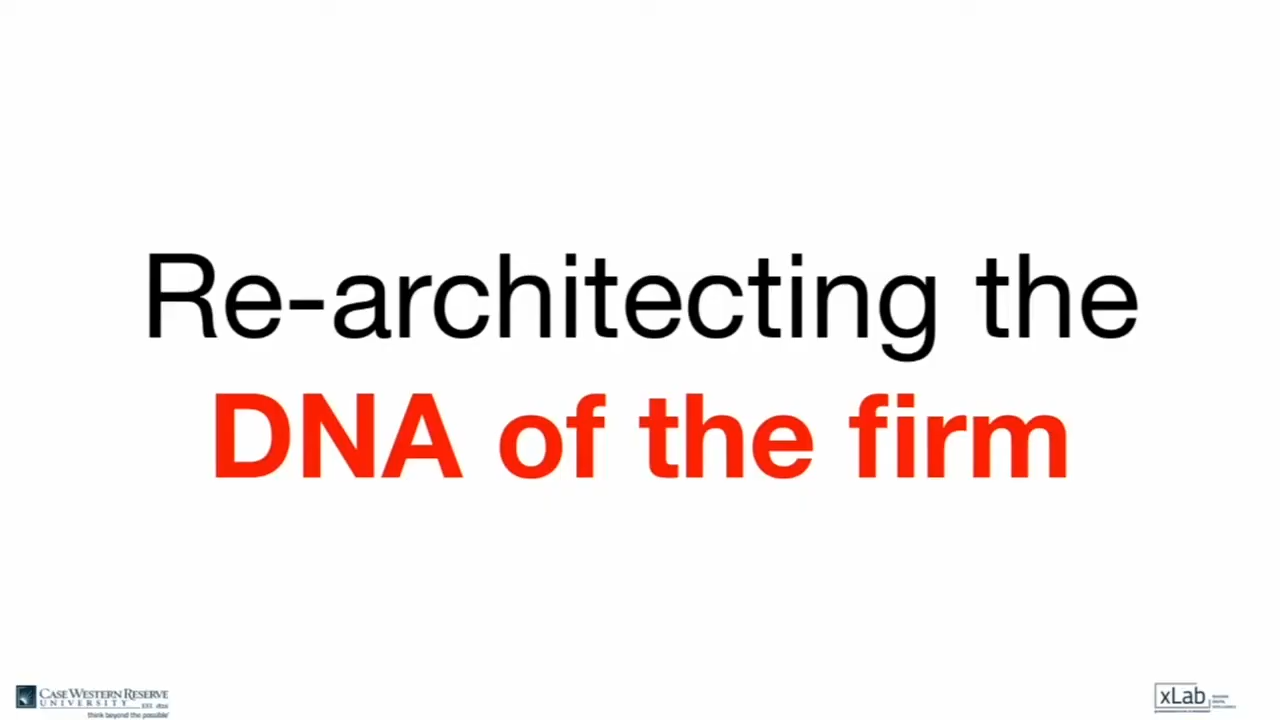 Re-architecting the
DNA of the firm
CASE WESTERN RESERVE
UNIVERSITY
think beyond the possible
xLab